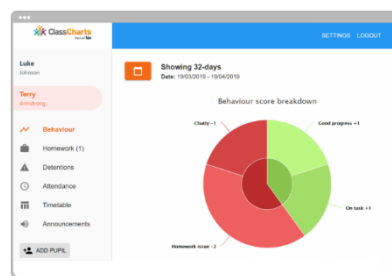 ClassCharts
SETTINGS LOGOUT
Luke
Johnson
Terry
Armstrong
Behaviour
Homework (1)
Detentions
Attendance
Timetable
Announcements
ADD PUPIL
Showing 32-days
Date: 19/03/2019 - 19/04/2019
Behaviour score breakdown
Chatty -1
Good progress +1
On task +1
Homework issue -2